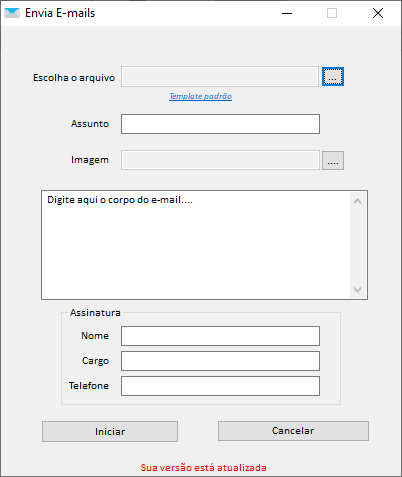 Envia E-mails
Escolha o arquivo
...
Template padrão
Assunto
Imagem
....
Digite aqui o corpo do e-mail....
Assinatura
Nome
Cargo
Telefone
Iniciar
Cancelar
Sua versão está atualizada